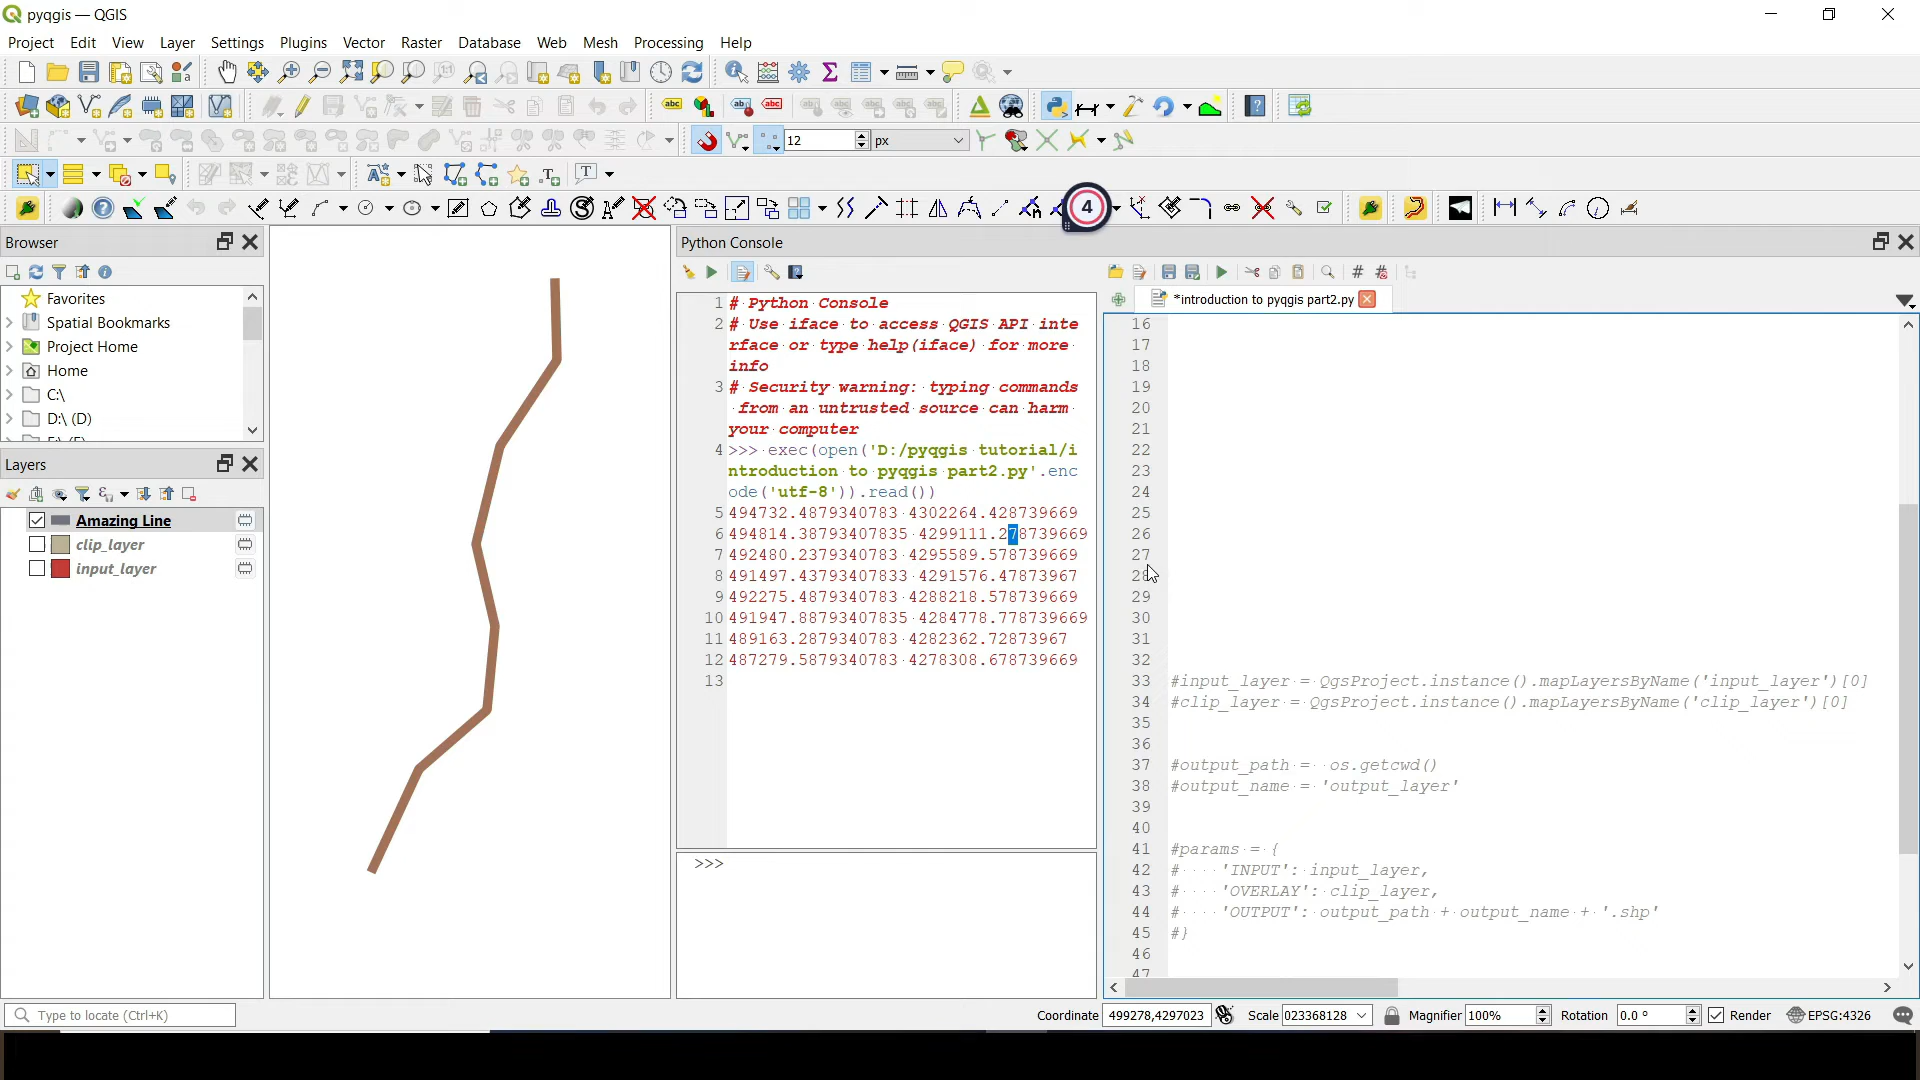 pyqgis — QGIS
Project Edit View Layer Settings Plugins Vector Raster Database Web Mesh Processing Help
12 px
4
Browser
Favorites
Spatial Bookmarks
Project Home
Home
C:\
D:\ (D)
Layers
Amazing Line
clip_layer
input_layer
Python Console
1 # Python Console
2 # Use iface to access QGIS API inte
rface or type help(iface) for more
info
3 # Security warning: typing commands
from an untrusted source can harm
your computer
4 >>> exec(open('D:/pyqgis tutorial/i
ntroduction to pyqgis part2.py'.enc
ode('utf-8')).read())
5 494732.4879340783 4302264.428739669
6 494814.38793407835 4299111.278739669
7 492480.2379340783 4295589.578739669
8 491497.43793407833 4291576.47873967
9 492275.4879340783 4288218.578739669
10 491947.88793407835 4284778.778739669
11 489163.2879340783 4282362.72873967
12 487279.5879340783 4278308.678739669
13
>>>
*introduction to pyqgis part2.py
16
17
18
19
20
21
22
23
24
25
26
27
28
29
30
31
32
33 #input_layer = QgsProject.instance().mapLayersByName('input_layer')[0]
34 #clip_layer = QgsProject.instance().mapLayersByName('clip_layer')[0]
35
36
37 #output_path = os.getcwd()
38 #output_name = 'output_layer'
39
40
41 #params = {
42 # 'INPUT': input_layer,
43 # 'OVERLAY': clip_layer,
44 # 'OUTPUT': output_path + output_name + '.shp'
45 #}
46
47
Type to locate (Ctrl+K) Coordinate 499278,4297023 Scale 023368128 Magnifier 100% Rotation 0.0 ° Render EPSG:4326